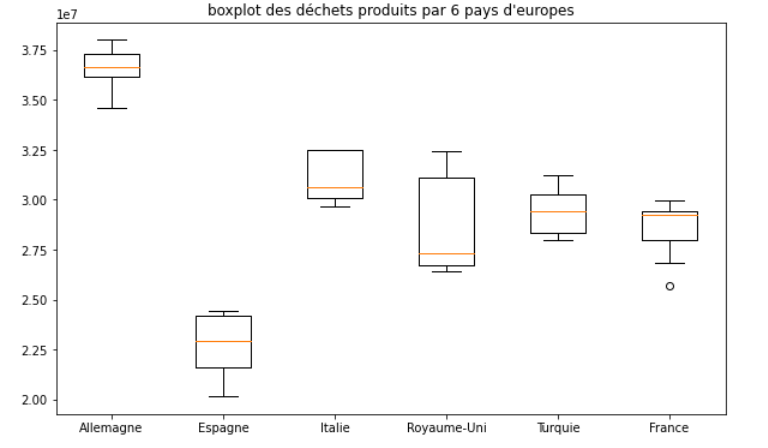 boxplot des déchets produits par 6 pays d'europes
1e7
3.75
3.50
3.25
3.00
2.75
2.50
2.25
2.00
Allemagne Espagne Italie Royaume-Uni Turquie France